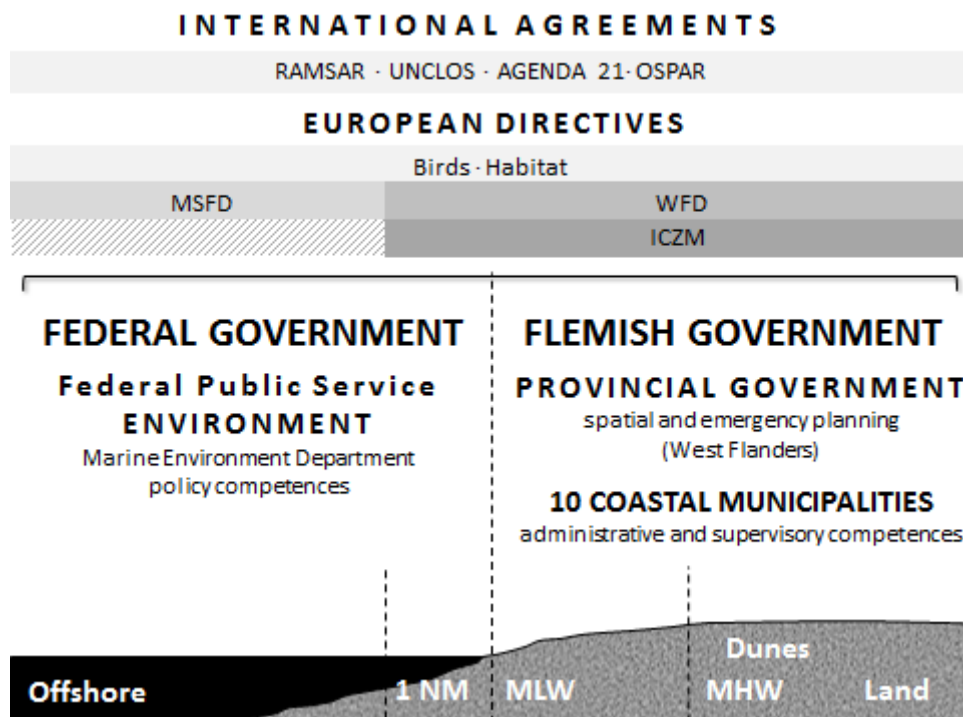 INTERNATIONAL AGREEMENTS
RAMSAR · UNCLOS · AGENDA 21· OSPAR
EUROPEAN DIRECTIVES
Birds · Habitat
MSFD
WFD
ICZM
FEDERAL GOVERNMENT
Federal Public Service
ENVIRONMENT
Marine Environment Department
policy competences
FLEMISH GOVERNMENT
PROVINCIAL GOVERNMENT
spatial and emergency planning
(West Flanders)
10 COASTAL MUNICIPALITIES
administrative and supervisory competences
Dunes
Offshore
1 NM
MLW
MHW
Land